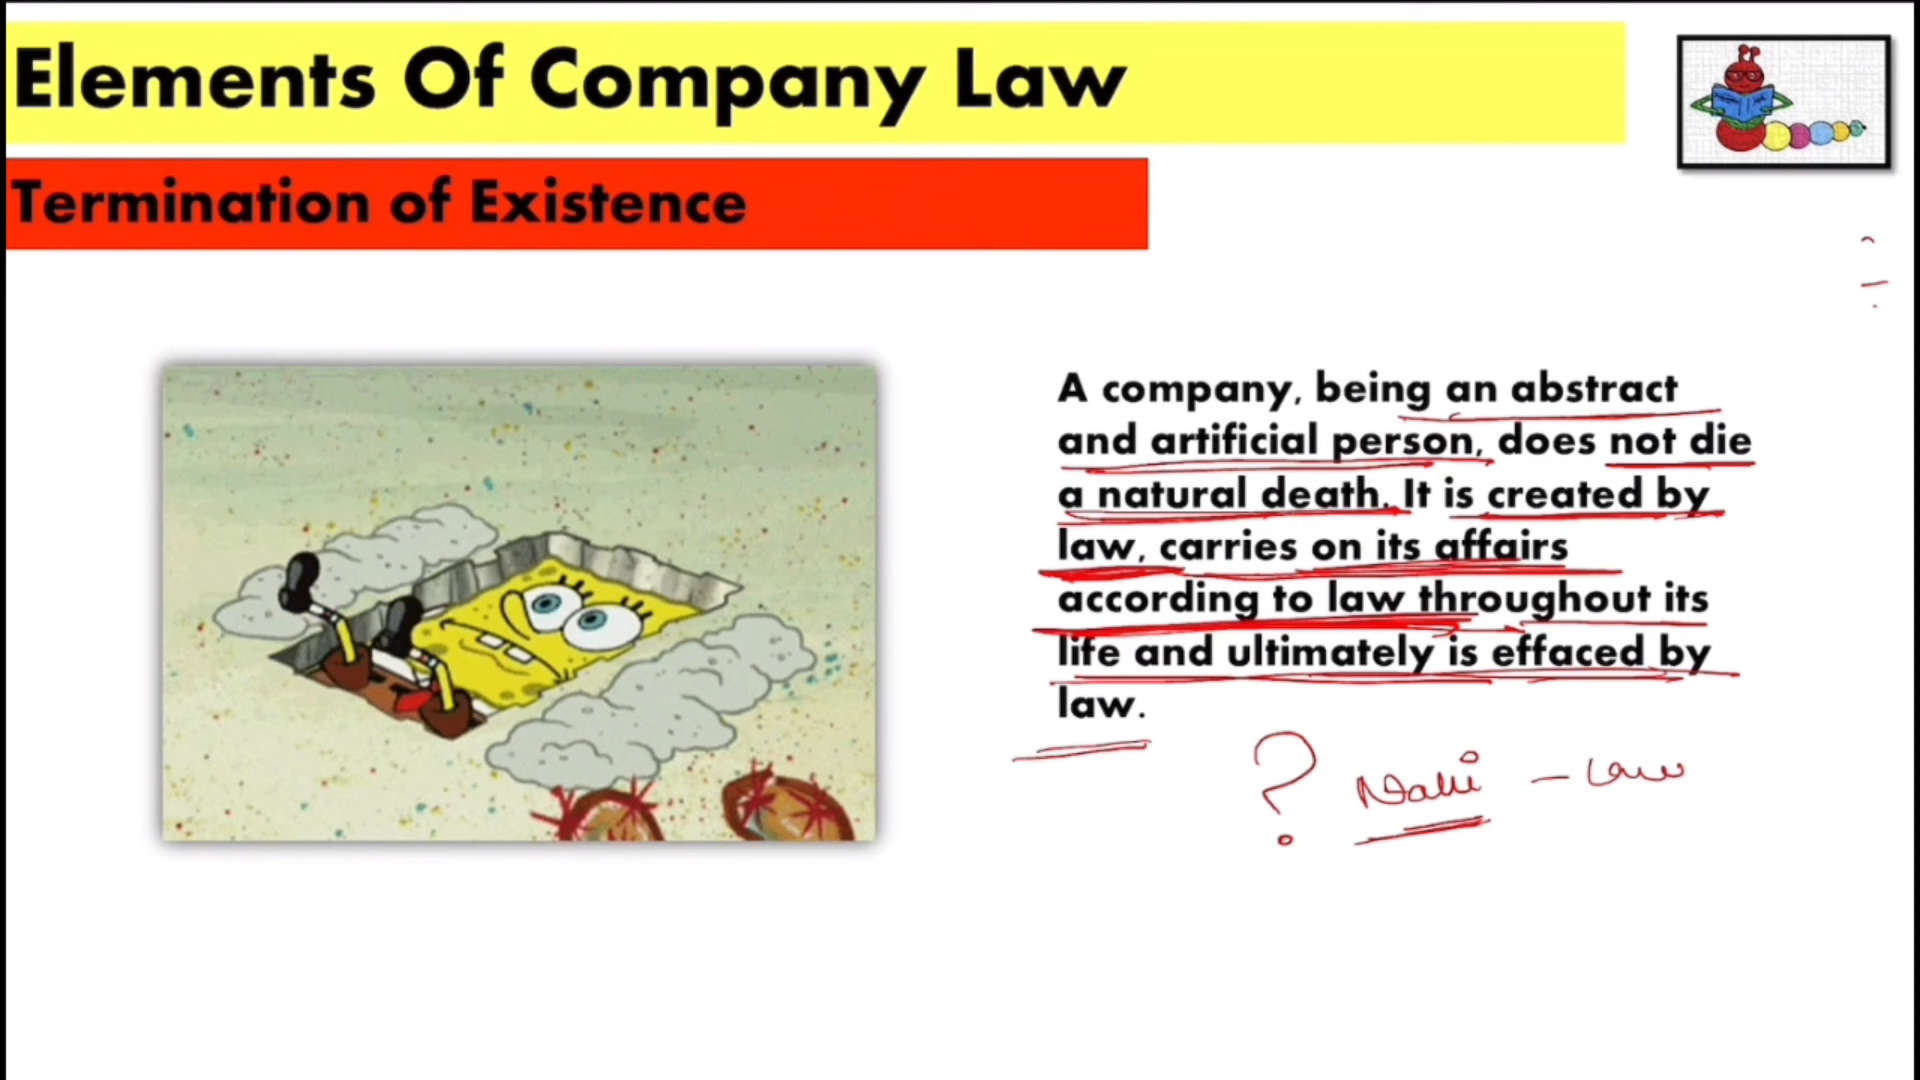 Elements Of Company Law
Termination of Existence
A company, being an abstract
and artificial person, does not die
a natural death. It is created by
law, carries on its affairs
according to law throughout its
life and ultimately is effaced by
law.
? Nahi - Law